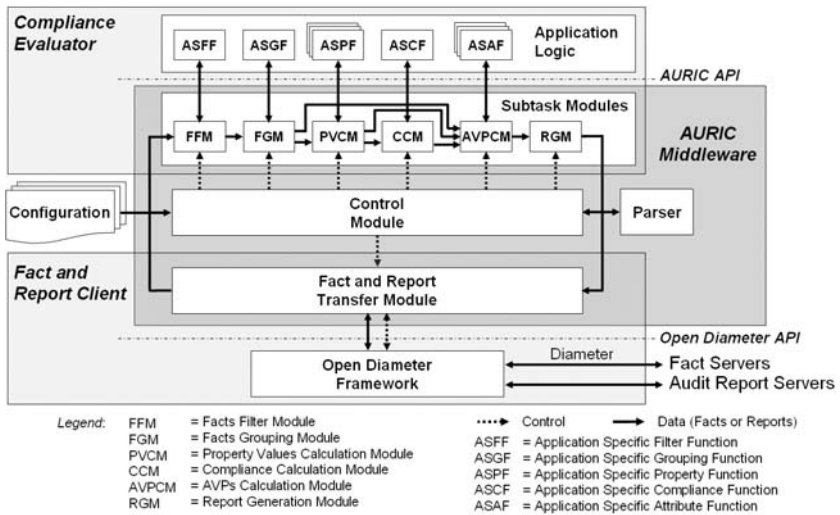 Compliance
Evaluator
ASFF
ASGF
ASPF
ASCF
ASAF
Application
Logic
AURIC API
Subtask Modules
FFM
FGM
PVCM
CCM
AVPCM
RGM
AURIC
Middleware
Configuration
Control
Module
Parser
Fact and
Report Client
Fact and Report
Transfer Module
Open Diameter API
Open Diameter
Framework
Diameter
Fact Servers
Audit Report Servers
Legend:
FFM = Facts Filter Module
FGM = Facts Grouping Module
PVCM = Property Values Calculation Module
CCM = Compliance Calculation Module
AVPCM = AVPs Calculation Module
RGM = Report Generation Module
Control
Data (Facts or Reports)
ASFF = Application Specific Filter Function
ASGF = Application Specific Grouping Function
ASPF = Application Specific Property Function
ASCF = Application Specific Compliance Function
ASAF = Application Specific Attribute Function